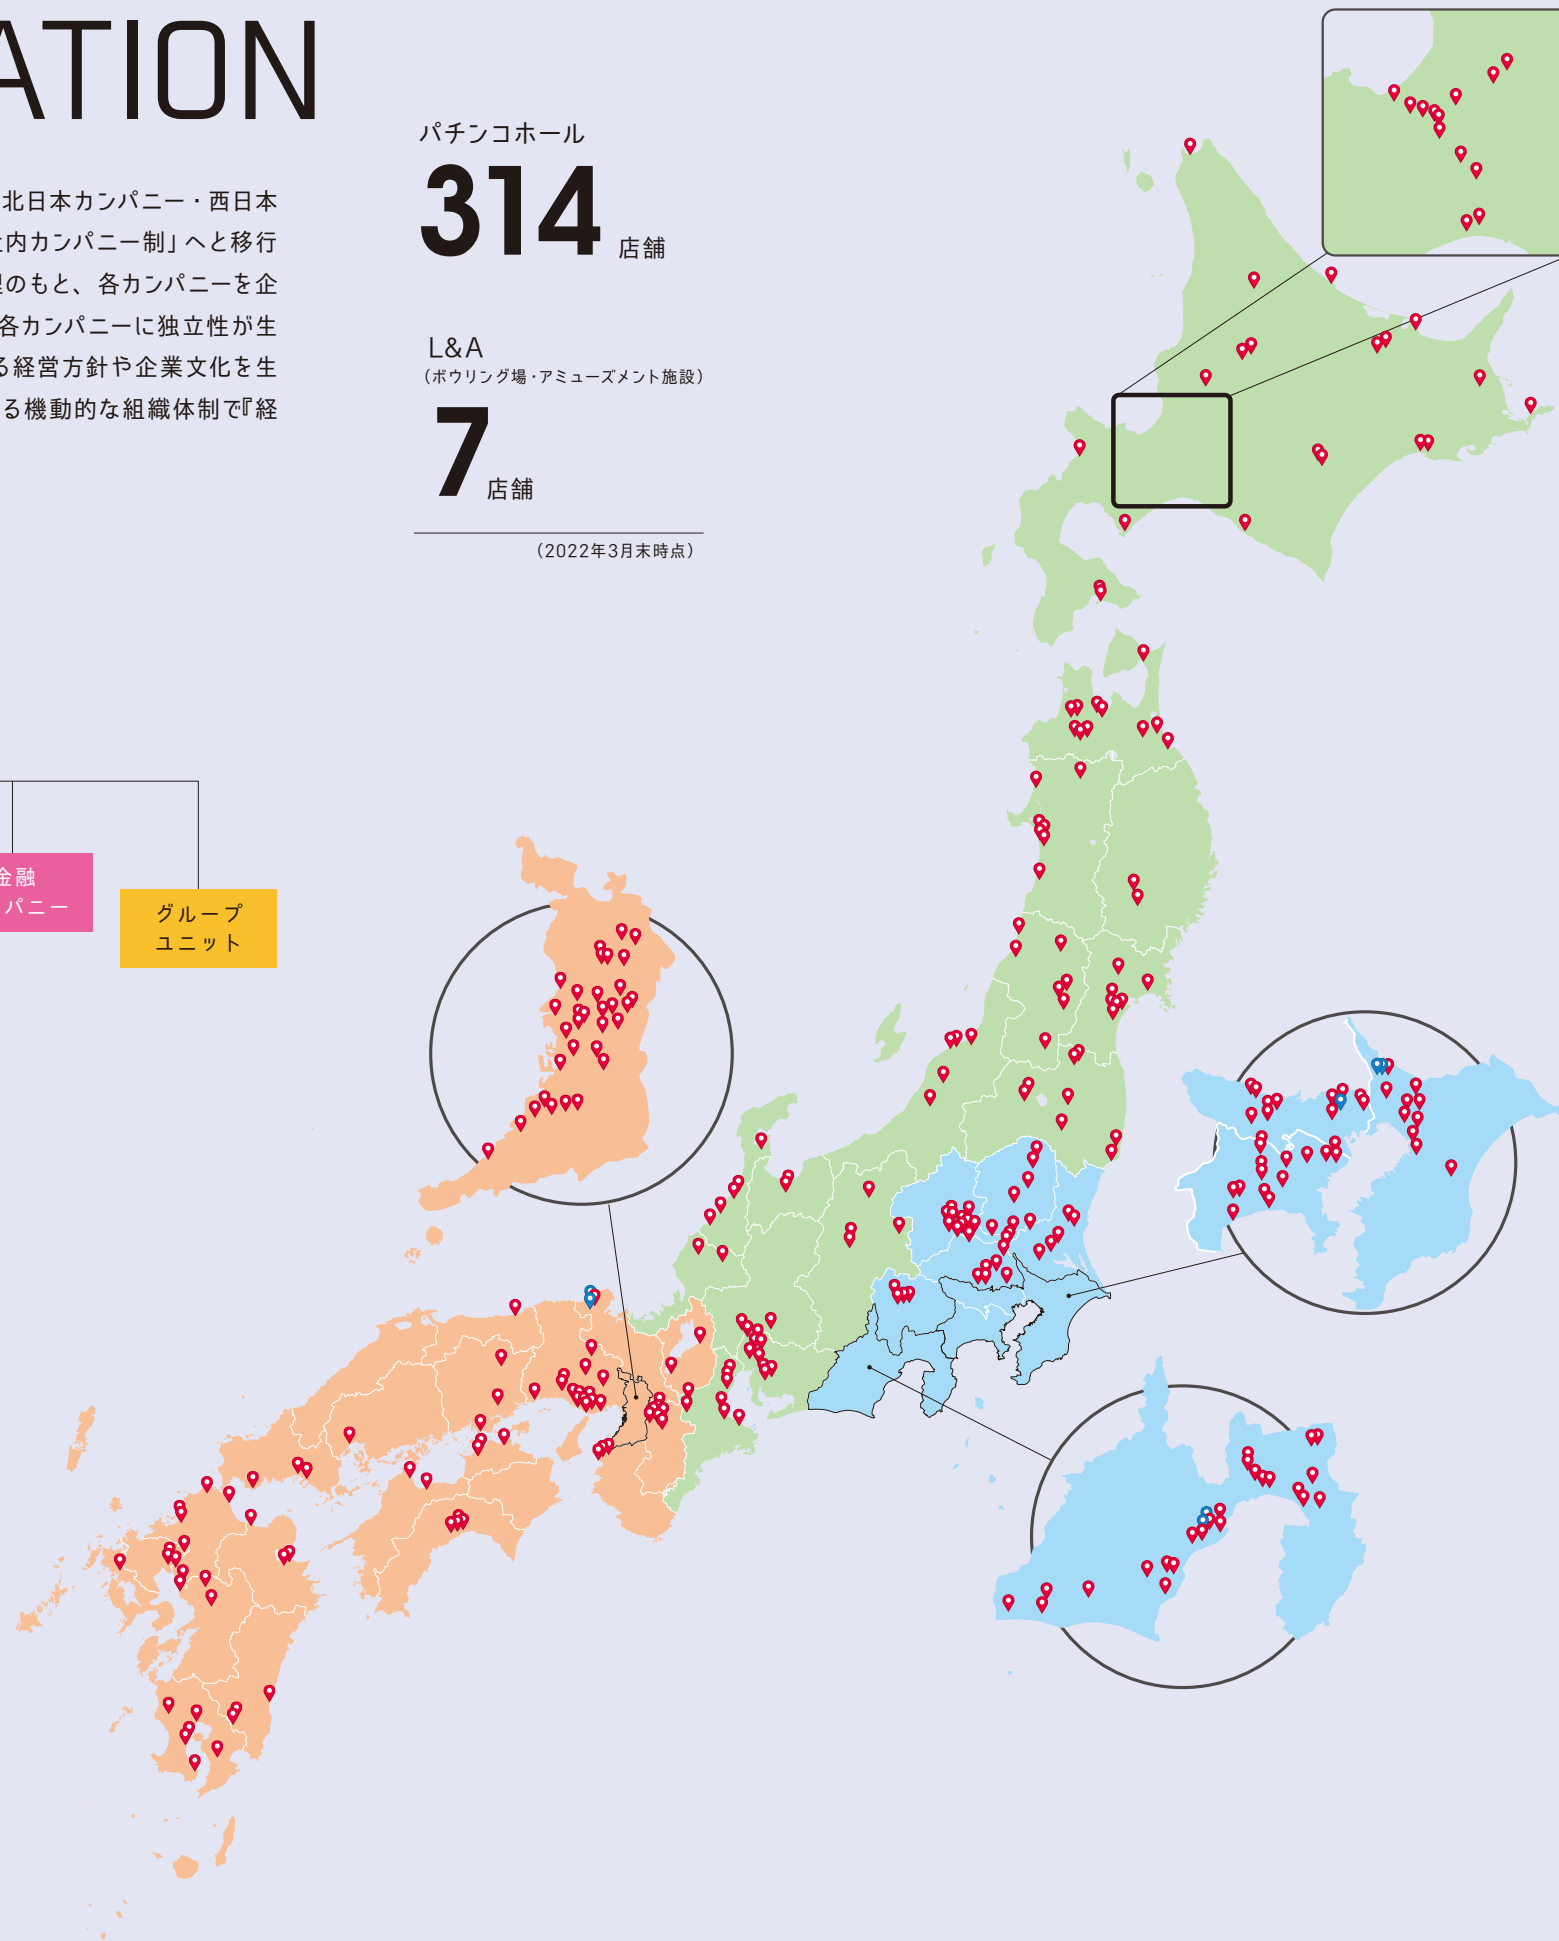 ATION
北日本カンパニー・西日本
内カンパニー制」へと移行
のもと、各カンパニーを企
各カンパニーに独立性が生
る経営方針や企業文化を生
る機動的な組織体制で『経
パチンコホール
314店舗
L&A
(ボウリング場・アミューズメント施設)
7店舗
(2022年3月末時点)
金融
パニー
グループ
ユニット